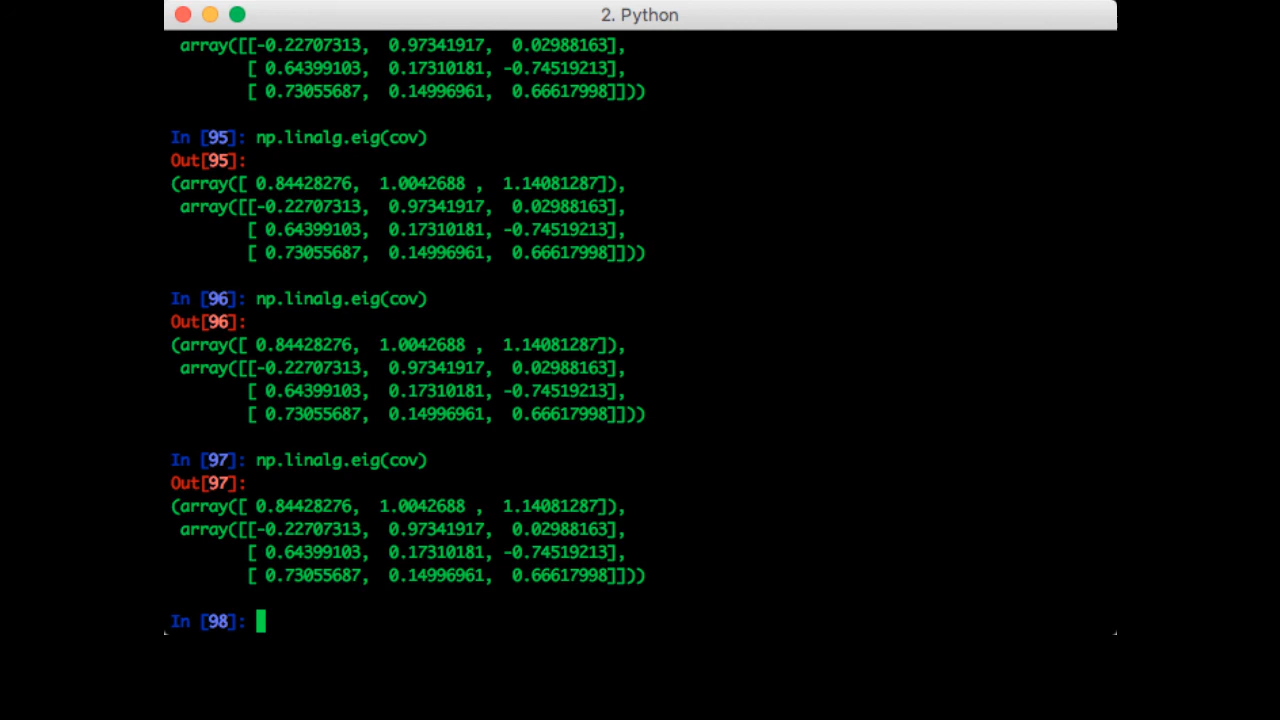 2. Python
array([[-0.22707313, 0.97341917, 0.02988163],
[ 0.64399103, 0.17310181, -0.74519213],
[ 0.73055687, 0.14996961, 0.66617998]]))
In [95]: np.linalg.eig(cov)
Out[95]:
(array([ 0.84428276, 1.0042688 , 1.14081287]),
array([[-0.22707313, 0.97341917, 0.02988163],
[ 0.64399103, 0.17310181, -0.74519213],
[ 0.73055687, 0.14996961, 0.66617998]]))
In [96]: np.linalg.eig(cov)
Out[96]:
(array([ 0.84428276, 1.0042688 , 1.14081287]),
array([[-0.22707313, 0.97341917, 0.02988163],
[ 0.64399103, 0.17310181, -0.74519213],
[ 0.73055687, 0.14996961, 0.66617998]]))
In [97]: np.linalg.eig(cov)
Out[97]:
(array([ 0.84428276, 1.0042688 , 1.14081287]),
array([[-0.22707313, 0.97341917, 0.02988163],
[ 0.64399103, 0.17310181, -0.74519213],
[ 0.73055687, 0.14996961, 0.66617998]]))
In [98]: